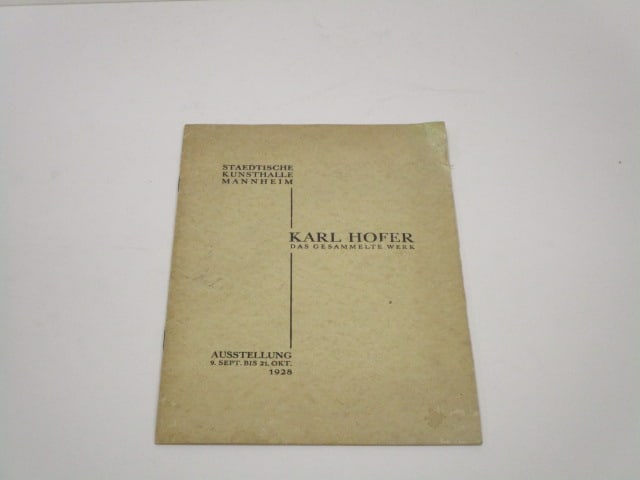 STAEDTISCHE
KUNSTHALLE
MANNHEIM
KARL HOFER
DAS GESAMMELTE WERK
AUSSTELLUNG
9. SEPT. BIS 21. OKT.
1928